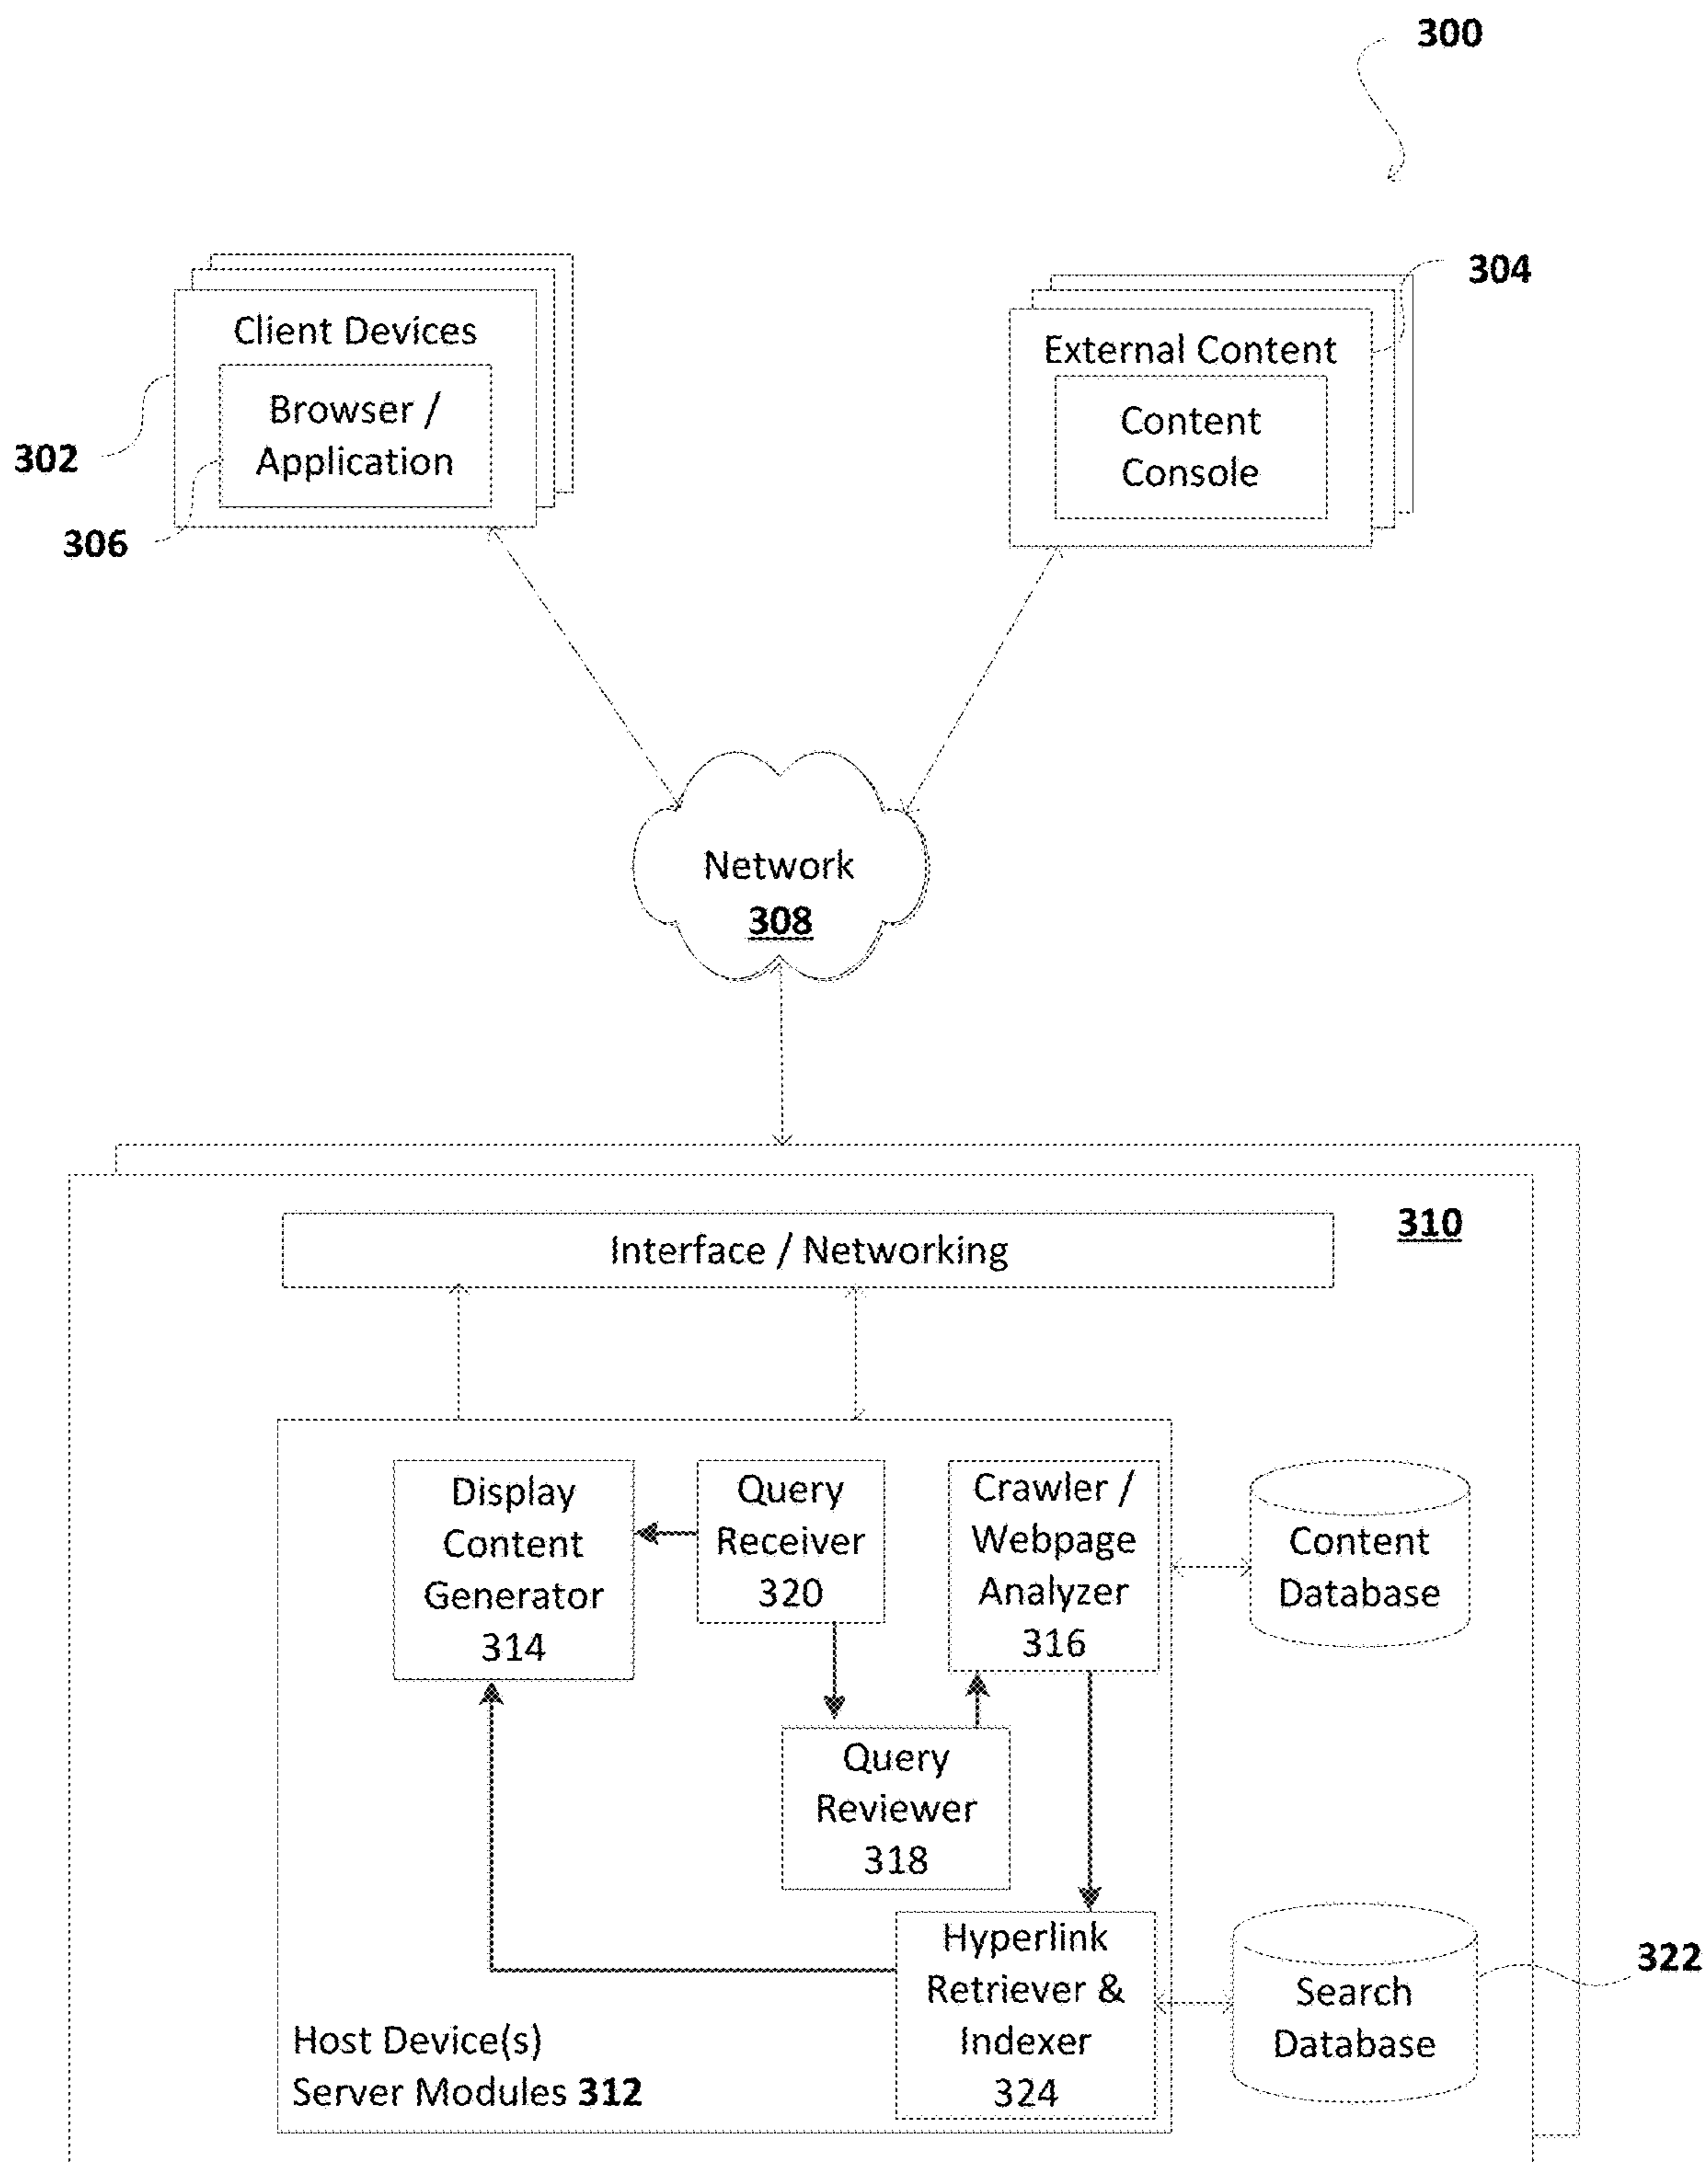 300
304
Client Devices
Browser /
Application
302
306
External Content
Content
Console
Network
308
310
Interface / Networking
Display
Content
Generator
314
Query
Receiver
320
Crawler /
Webpage
Analyzer
316
Content
Database
Query
Reviewer
318
Hyperlink
Retriever &
Indexer
324
Search
Database
322
Host Device(s)
Server Modules 312